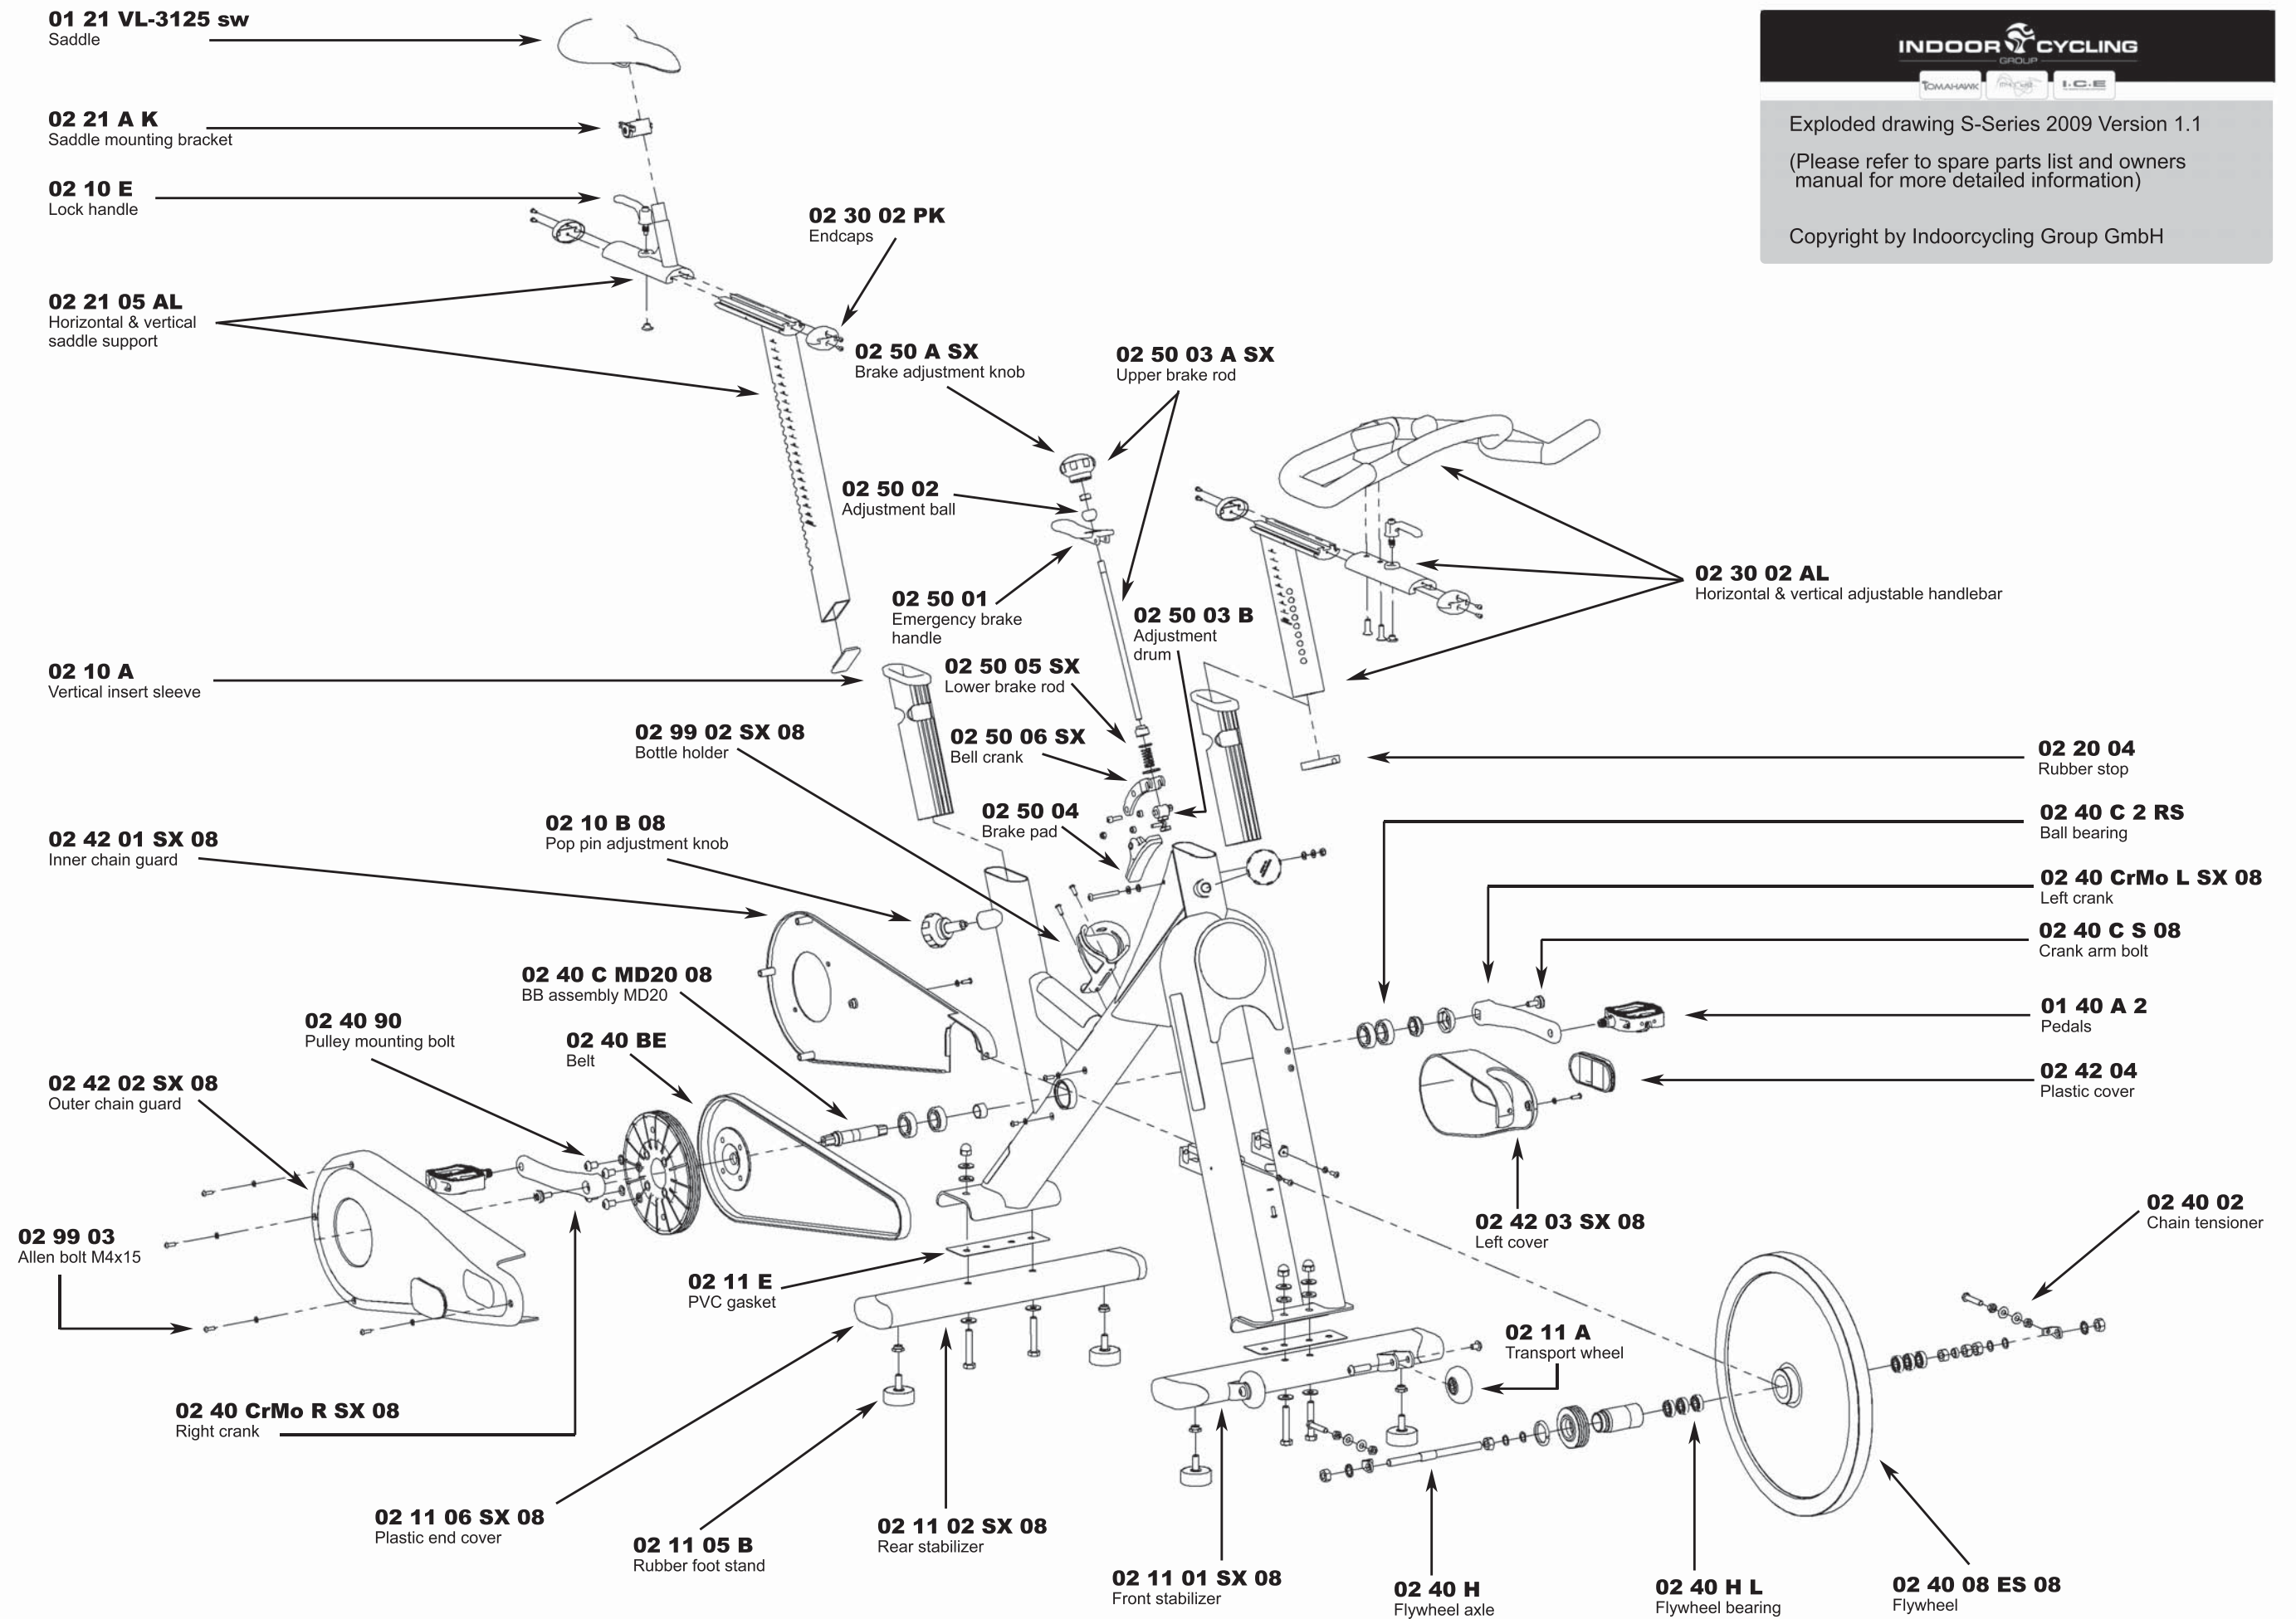 01 21 VL-3125 sw
Saddle
02 21 A K
Saddle mounting bracket
02 10 E
Lock handle
02 30 02 PK
Endcaps
02 21 05 AL
Horizontal & vertical
saddle support
INDOOR CYCLING
GROUP
TOMAHAWK
I.C.E
Exploded drawing S-Series 2009 Version 1.1
(Please refer to spare parts list and owners
manual for more detailed information)
Copyright by Indoorcycling Group GmbH
02 50 A SX
Brake adjustment knob
02 50 03 A SX
Upper brake rod
02 50 02
Adjustment ball
02 50 01
Emergency brake
handle
02 50 03 B
Adjustment
drum
02 30 02 AL
Horizontal & vertical adjustable handlebar
02 10 A
Vertical insert sleeve
02 50 05 SX
Lower brake rod
02 99 02 SX 08
Bottle holder
02 50 06 SX
Bell crank
02 20 04
Rubber stop
02 50 04
Brake pad
02 10 B 08
Pop pin adjustment knob
02 42 01 SX 08
Inner chain guard
02 40 C 2 RS
Ball bearing
02 40 CrMo L SX 08
Left crank
02 40 C S 08
Crank arm bolt
02 40 C MD20 08
BB assembly MD20
01 40 A 2
Pedals
02 40 90
Pulley mounting bolt
02 40 BE
Belt
02 42 04
Plastic cover
02 42 02 SX 08
Outer chain guard
02 42 03 SX 08
Left cover
02 40 02
Chain tensioner
02 99 03
Allen bolt M4x15
02 11 E
PVC gasket
02 11 A
Transport wheel
02 40 CrMo R SX 08
Right crank
02 11 06 SX 08
Plastic end cover
02 11 05 B
Rubber foot stand
02 11 02 SX 08
Rear stabilizer
02 11 01 SX 08
Front stabilizer
02 40 H
Flywheel axle
02 40 H L
Flywheel bearing
02 40 08 ES 08
Flywheel